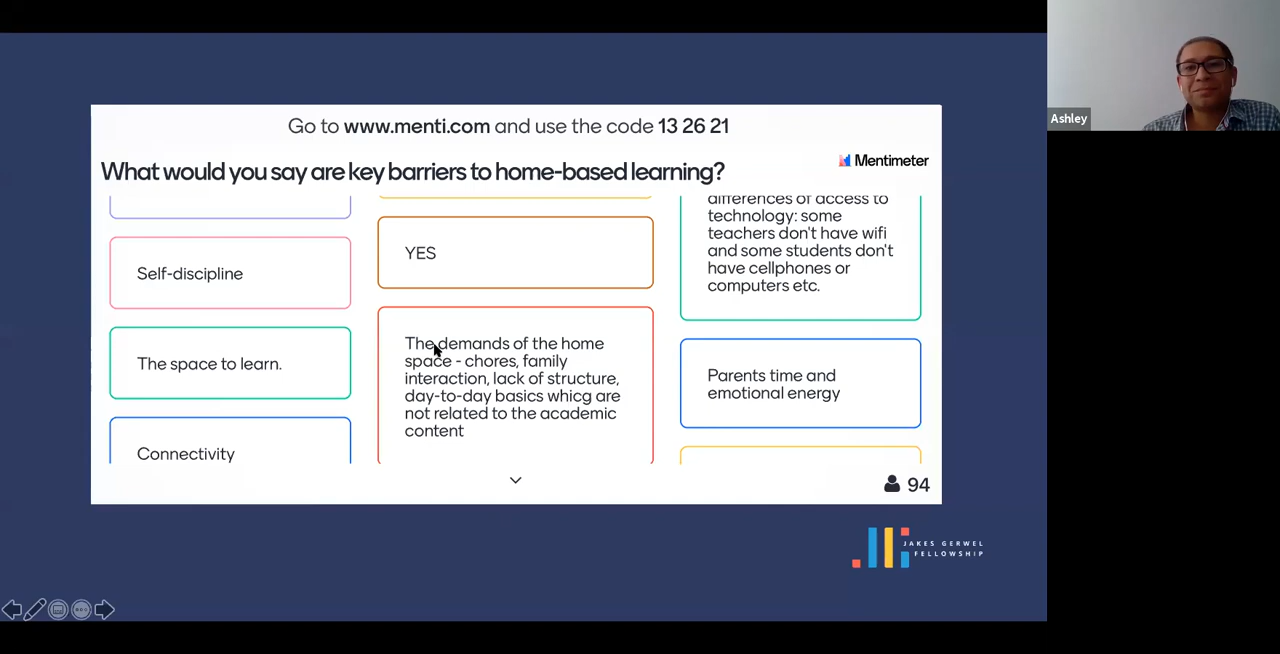 Go to www.menti.com and use the code 13 26 21
What would you say are key barriers to home-based learning?
Mentimeter
Self-discipline
The space to learn.
Connectivity
YES
The demands of the home
space - chores, family
interaction, lack of structure,
day-to-day basics whicg are
not related to the academic
content
differences of access to
technology: some
teachers don't have wifi
and some students don't
have cellphones or
computers etc.
Parents time and
emotional energy
94
JAKES GERWEL
FELLOWSHIP
Ashley